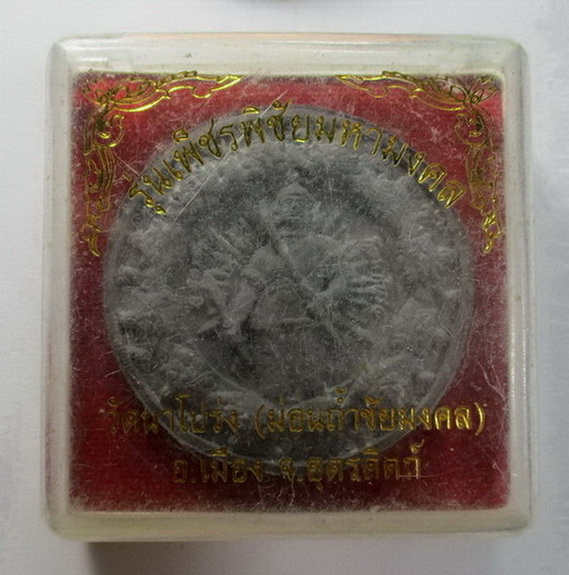 รุ่นเพ็ชรพิชัยมหามงคล
วัดนาโปร่ง (ม่อนถ้ำชัยมงคล)
อ.เมือง จ.อุตรดิตถ์